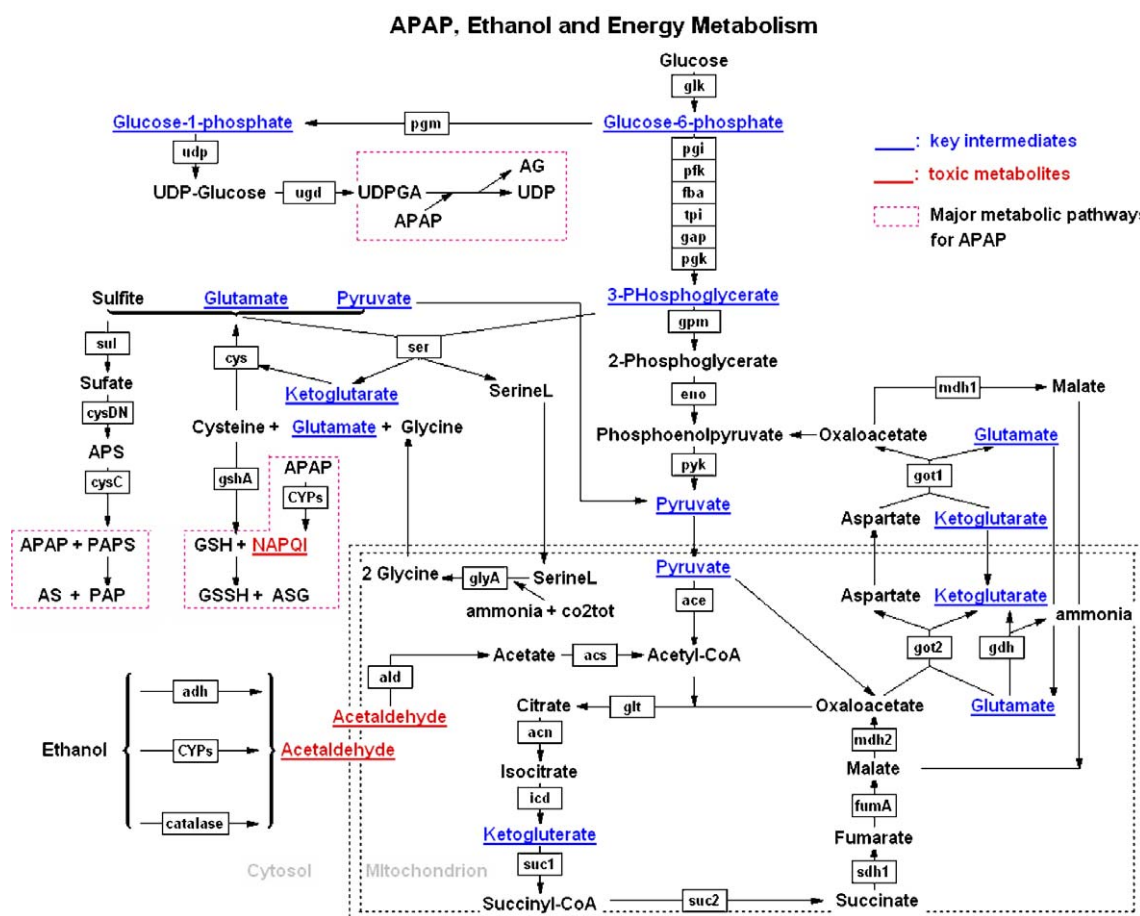 APAP, Ethanol and Energy Metabolism
Glucose
glk
Glucose-1-phosphate
pgm
Glucose-6-phosphate
udp
UDP-Glucose
ugd
UDPGA
AG
UDP
APAP
pgi
pfk
fba
tpi
gap
pgk
____: key intermediates
____: toxic metabolites
Major metabolic pathways
for APAP
Sulfite
Glutamate
Pyruvate
3-PHosphoglycerate
sul
cys
ser
gpm
Sufate
Ketoglutarate
SerineL
2-Phosphoglycerate
mdh1
Malate
cysDN
eno
Cysteine + Glutamate + Glycine
Phosphoenolpyruvate
Oxaloacetate
Glutamate
APS
cysC
gshA
APAP
CYPs
pyk
got1
Pyruvate
Aspartate
Ketoglutarate
APAP + PAPS
GSH + NAPQI
AS + PAP
GSSH + ASG
2 Glycine
glyA
SerineL
ammonia + co2tot
Pyruvate
ace
Aspartate
Ketoglutarate
ammonia
got2
gdh
ald
Acetate
acs
Acetyl-CoA
adh
Acetaldehyde
Citrate
glt
Oxaloacetate
Glutamate
Ethanol
CYPs
Acetaldehyde
acn
mdh2
Isocitrate
Malate
icd
fumA
catalase
Ketogluterate
Fumarate
Cytosol
MItochondrion
suc1
sdh1
Succinyl-CoA
suc2
Succinate